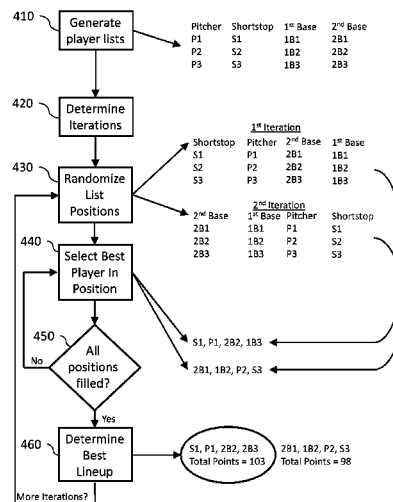 410
Generate player lists
Pitcher Shortstop 1st Base 2nd Base
P1 S1 1B1 2B1
P2 S2 1B2 2B2
P3 S3 1B3 2B3
420
Determine Iterations
1st Iteration
Shortstop Pitcher 2nd Base 1st Base
S1 P1 2B1 1B1
S2 P2 2B2 1B2
S3 P3 2B3 1B3
430
Randomize List Positions
2nd Iteration
2nd Base 1st Base Pitcher Shortstop
2B1 1B1 P1 S1
2B2 1B2 P2 S2
2B3 1B3 P3 S3
440
Select Best Player In Position
S1, P1, 2B2, 1B3
2B1, 1B2, P2, S3
450
All positions filled?
No
Yes
460
Determine Best Lineup
S1, P1, 2B2, 2B3
Total Points = 103
2B1, 1B2, P2, S3
Total Points = 98
More Iterations?